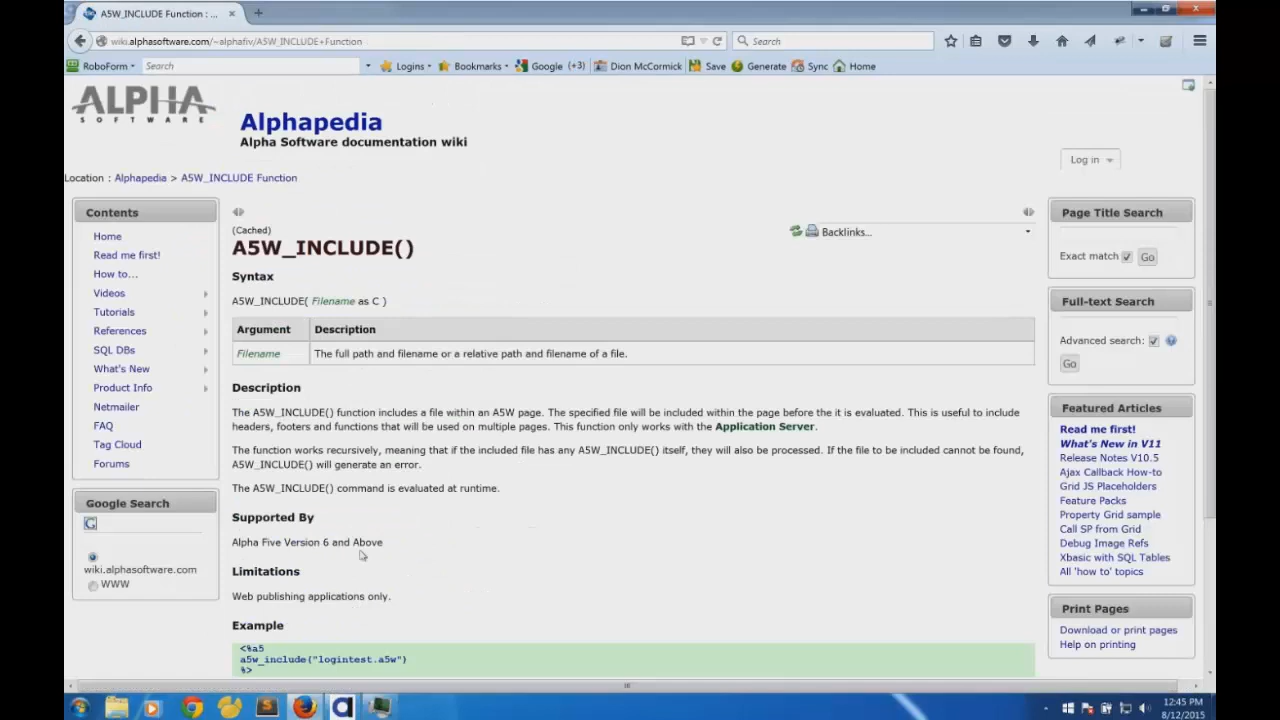 A5W_INCLUDE Function : ...
wiki.alphasoftware.com/~alphafiv/A5W_INCLUDE+Function
Search
RoboForm
Search
Logins
Bookmarks
Google (+3)
Dion McCormick
Save
Generate
Sync
Home
ALPHA
SOFTWARE
Alphapedia
Alpha Software documentation wiki
Log in
Location : Alphapedia > A5W_INCLUDE Function
Contents
Home
Read me first!
How to...
Videos
Tutorials
References
SQL DBs
What's New
Product Info
Netmailer
FAQ
Tag Cloud
Forums
Google Search
wiki.alphasoftware.com
WWW
(Cached)
Backlinks...
A5W_INCLUDE()
Syntax
A5W_INCLUDE( Filename as C )
Argument Description
Filename The full path and filename or a relative path and filename of a file.
Description
The A5W_INCLUDE() function includes a file within an A5W page. The specified file will be included within the page before the it is evaluated. This is useful to include
headers, footers and functions that will be used on multiple pages. This function only works with the Application Server.
The function works recursively, meaning that if the included file has any A5W_INCLUDE() itself, they will also be processed. If the file to be included cannot be found,
A5W_INCLUDE() will generate an error.
The A5W_INCLUDE() command is evaluated at runtime.
Supported By
Alpha Five Version 6 and Above
Limitations
Web publishing applications only.
Example
<%a5
a5w_include("logintest.a5w")
%>
Page Title Search
Exact match
Go
Full-text Search
Advanced search:
Go
Featured Articles
Read me first!
What's New in V11
Release Notes V10.5
Ajax Callback How-to
Grid JS Placeholders
Feature Packs
Property Grid sample
Call SP from Grid
Debug Image Refs
Xbasic with SQL Tables
All 'how to' topics
Print Pages
Download or print pages
Help on printing
12:45 PM
8/12/2015